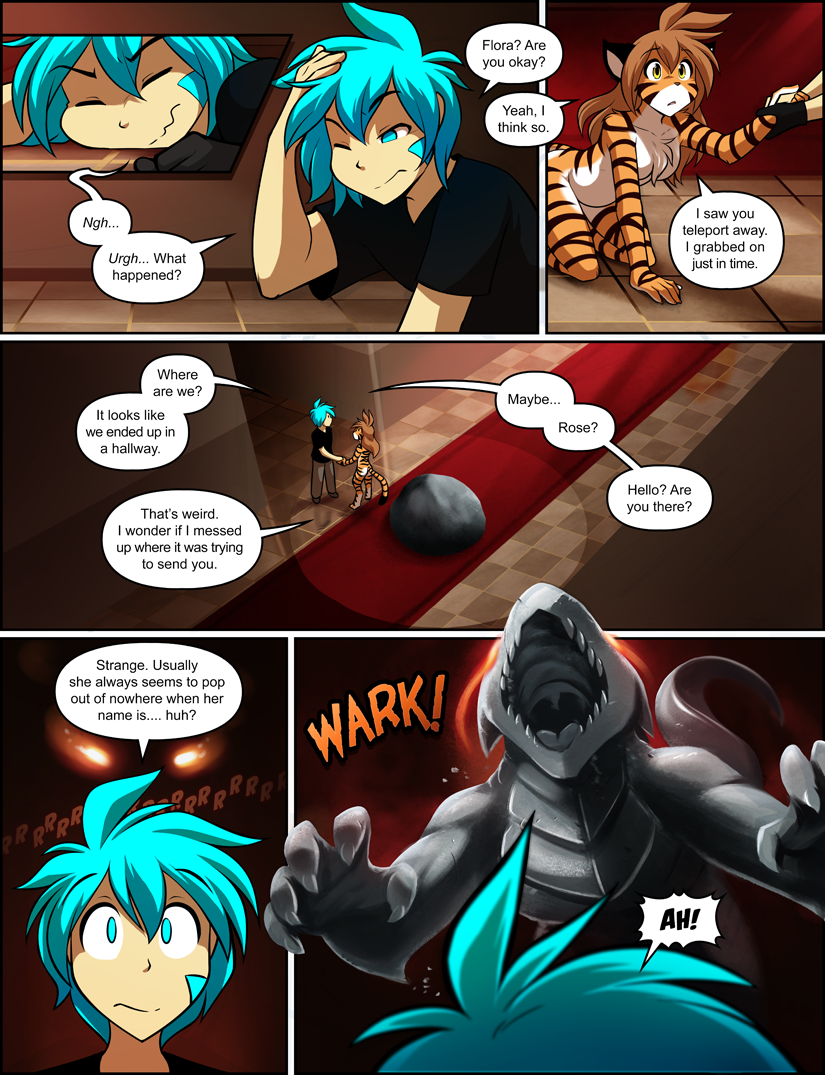 Ngh...
Urgh... What
happened?
Flora? Are
you okay?
Yeah, I
think so.
I saw you
teleport away.
I grabbed on
just in time.
Where
are we?
It looks like
we ended up in
a hallway.
That's weird.
I wonder if I messed
up where it was trying
to send you.
Maybe...
Rose?
Hello? Are
you there?
Strange. Usually
she always seems to pop
out of nowhere when her
name is.... huh?
RRRRRRRRRRRRRRRRR
WARK!
AH!